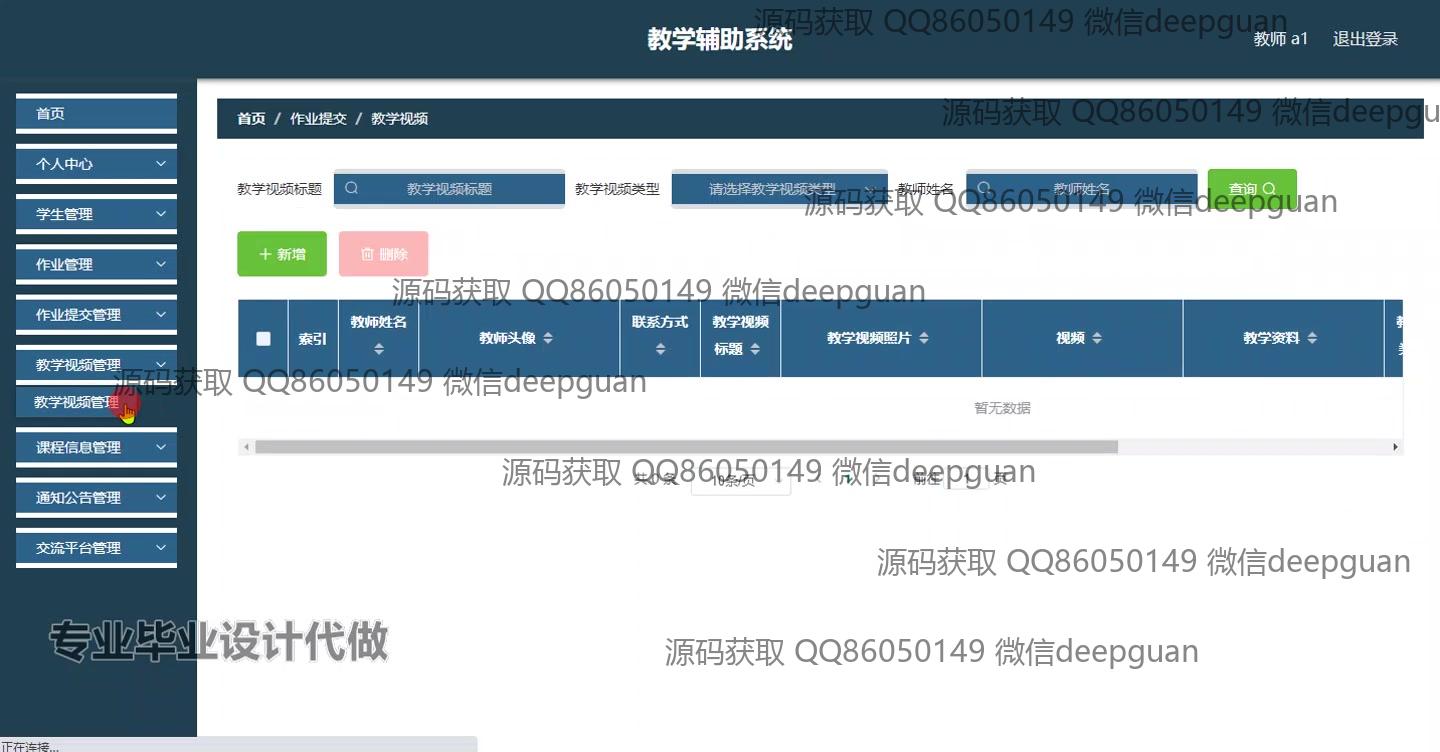 教学辅助系统
源码获取 QQ86050149 微信deepguan
教师 a1
退出登录
首页
个人中心
学生管理
作业管理
作业提交管理
教学视频管理
教学视频管理
课程信息管理
通知公告管理
交流平台管理
专业毕业设计代做
首页 / 作业提交 / 教学视频
源码获取 QQ86050149 微信deepgu
教学视频标题 教学视频标题 教学视频类型 请选择教学视频类型 教师姓名 教师姓名 查询
源码获取 QQ86050149 微信deepguan
新增 删除
源码获取 QQ86050149 微信deepguan
索引 教师姓名 教师头像 联系方式 教学视频标题 教学视频照片 视频 教学资料
源码获取 QQ86050149 微信deepguan
暂无数据
源码获取 QQ86050149 微信deepguan
共 0 条 10条/页 1 前往 1 页
源码获取 QQ86050149 微信deepguan
源码获取 QQ86050149 微信deepguan
正在连接...